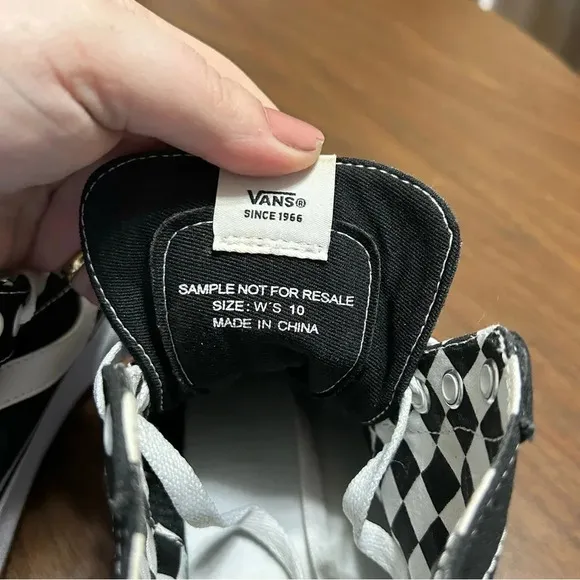 VANS®
SINCE 1966
SAMPLE NOT FOR RESALE
SIZE: W'S 10
MADE IN CHINA